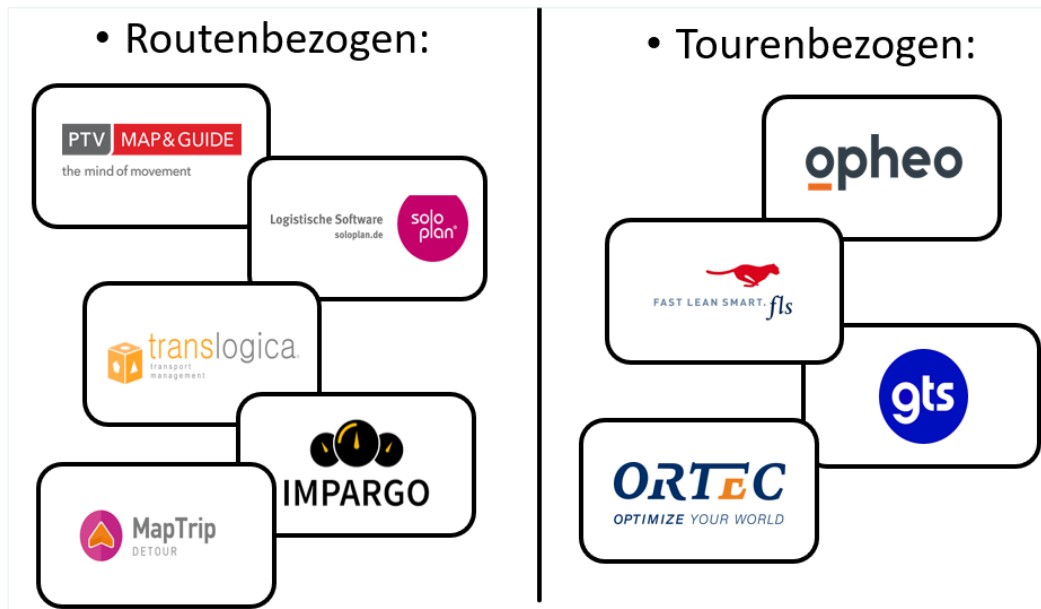 • Routenbezogen:
PTV MAP&GUIDE
the mind of movement
Logistische Software
soloplan.de
solo
plan®
translogica®
transport
management
IMPARGO
MapTrip
DETOUR
• Tourenbezogen:
opheo
FAST LEAN SMART. fls
gts
ORTEC
OPTIMIZE YOUR WORLD